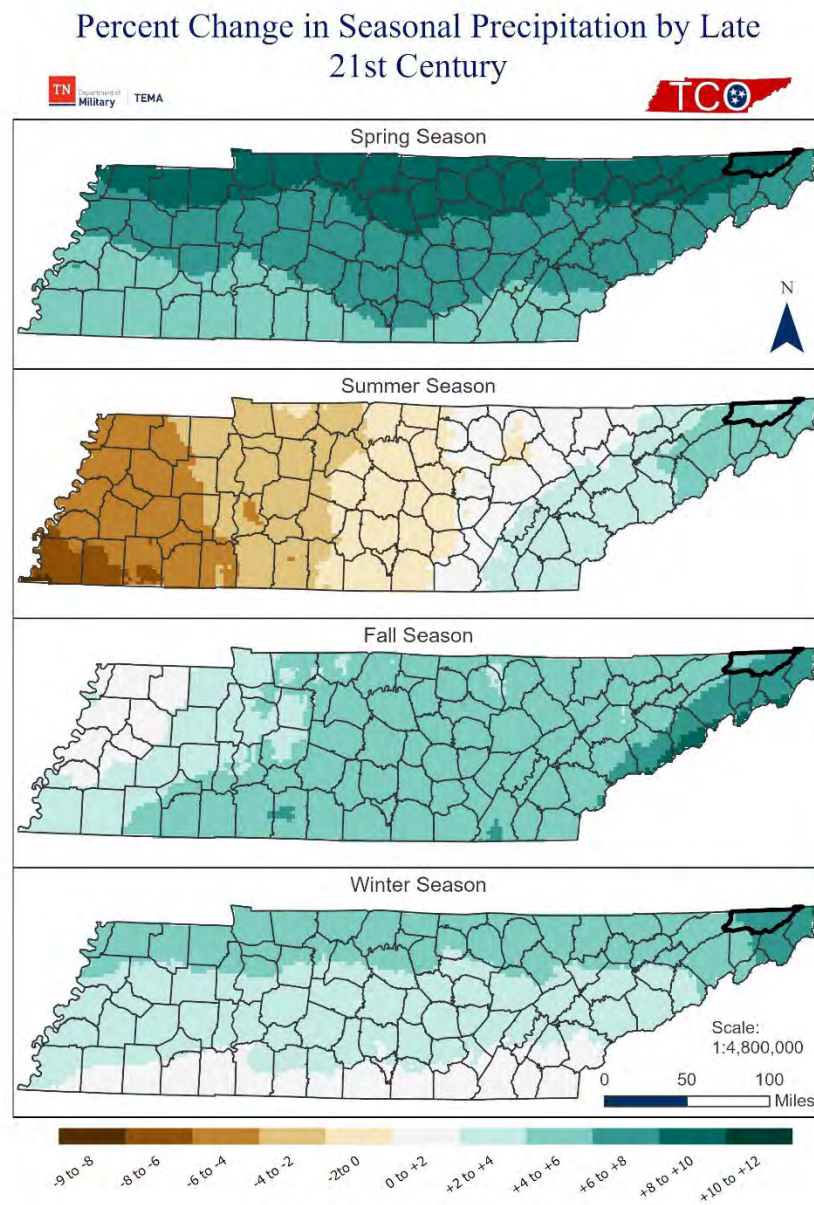 Percent Change in Seasonal Precipitation by Late
21st Century
TN
Department of
Military
TEMA
TCO
Spring Season
N
Summer Season
Fall Season
Winter Season
Scale:
1:4,800,000
0 50 100
Miles
-9 to -8
-8 to -6
-6 to -4
-4 to -2
-2to 0
0 to +2
+2 to +4
+4 to +6
+6 to +8
+8 to +10
+10 to +12